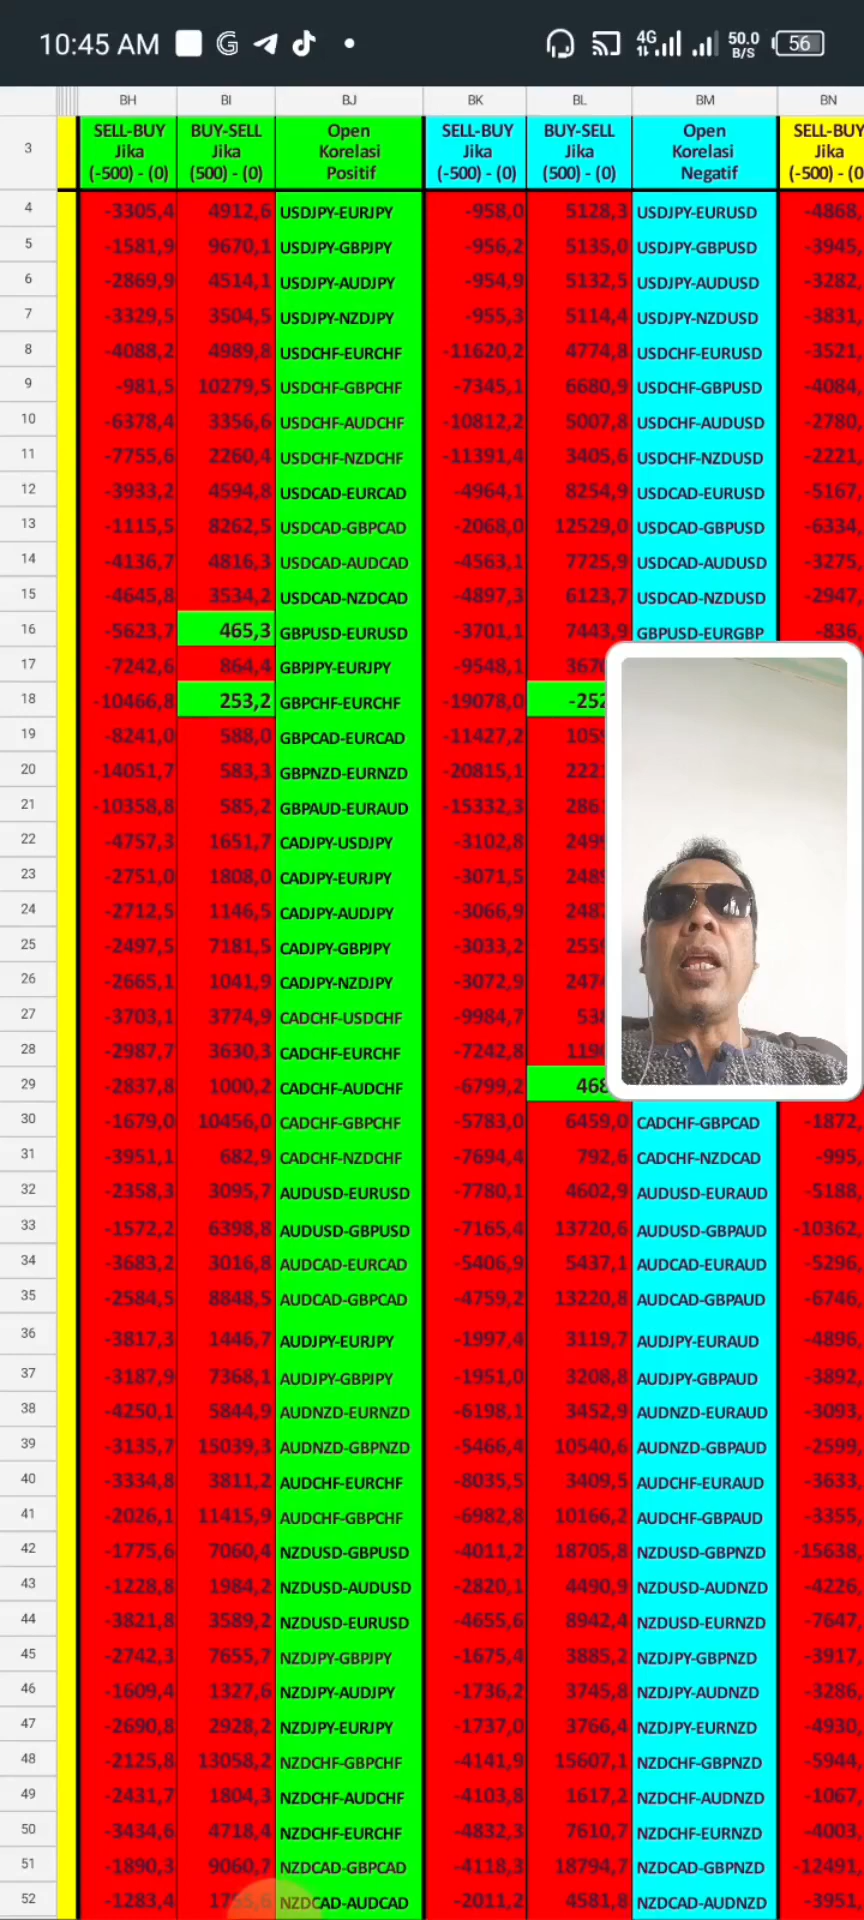 10:45 AM G 4G 50.0 B/S 56
BH BI BJ BK BL BM BN
3 SELL-BUY Jika (-500) - (0) BUY-SELL Jika (500) - (0) Open Korelasi Positif SELL-BUY Jika (-500) - (0) BUY-SELL Jika (500) - (0) Open Korelasi Negatif SELL-BUY Jika (-500) - (0
4 -3305,4 4912,6 USDJPY-EURJPY -958,0 5128,3 USDJPY-EURUSD -4868,
5 -1581,9 9670,1 USDJPY-GBPJPY -956,2 5135,0 USDJPY-GBPUSD -3945,
6 -2869,9 4514,1 USDJPY-AUDJPY -954,9 5132,5 USDJPY-AUDUSD -3282,
7 -3329,5 3504,5 USDJPY-NZDJPY -955,3 5114,4 USDJPY-NZDUSD -3831,
8 -4088,2 4989,8 USDCHF-EURCHF -11620,2 4774,8 USDCHF-EURUSD -3521,
9 -981,5 10279,5 USDCHF-GBPCHF -7345,1 6680,9 USDCHF-GBPUSD -4084,
10 -6378,4 3356,6 USDCHF-AUDCHF -10812,2 5007,8 USDCHF-AUDUSD -2780,
11 -7755,6 2260,4 USDCHF-NZDCHF -11391,4 3405,6 USDCHF-NZDUSD -2221,
12 -3933,2 4594,8 USDCAD-EURCAD -4964,1 8254,9 USDCAD-EURUSD -5167,
13 -1115,5 8262,5 USDCAD-GBPCAD -2068,0 12529,0 USDCAD-GBPUSD -6334,
14 -4136,7 4816,3 USDCAD-AUDCAD -4563,1 7725,9 USDCAD-AUDUSD -3275,
15 -4645,8 3534,2 USDCAD-NZDCAD -4897,3 6123,7 USDCAD-NZDUSD -2947,
16 -5623,7 465,3 GBPUSD-EURUSD -3701,1 7443,9 GBPUSD-EURGBP -836,
17 -7242,6 864,4 GBPJPY-EURJPY -9548,1 3670
18 -10466,8 253,2 GBPCHF-EURCHF -19078,0 -252
19 -8241,0 588,0 GBPCAD-EURCAD -11427,2 1059
20 -14051,7 583,3 GBPNZD-EURNZD -20815,1 222
21 -10358,8 585,2 GBPAUD-EURAUD -15332,3 286
22 -4757,3 1651,7 CADJPY-USDJPY -3102,8 249
23 -2751,0 1808,0 CADJPY-EURJPY -3071,5 248
24 -2712,5 1146,5 CADJPY-AUDJPY -3066,9 248
25 -2497,5 7181,5 CADJPY-GBPJPY -3033,2 255
26 -2665,1 1041,9 CADJPY-NZDJPY -3072,9 247
27 -3703,1 3774,9 CADCHF-USDCHF -9984,7 53
28 -2987,7 3630,3 CADCHF-EURCHF -7242,8 119
29 -2837,8 1000,2 CADCHF-AUDCHF -6799,2 468
30 -1679,0 10456,0 CADCHF-GBPCHF -5783,0 6459,0 CADCHF-GBPCAD -1872,
31 -3951,1 682,9 CADCHF-NZDCHF -7694,4 792,6 CADCHF-NZDCAD -995,
32 -2358,3 3095,7 AUDUSD-EURUSD -7780,1 4602,9 AUDUSD-EURAUD -5188,
33 -1572,2 6398,8 AUDUSD-GBPUSD -7165,4 13720,6 AUDUSD-GBPAUD -10362,
34 -3683,2 3016,8 AUDCAD-EURCAD -5406,9 5437,1 AUDCAD-EURAUD -5296,
35 -2584,5 8848,5 AUDCAD-GBPCAD -4759,2 13220,8 AUDCAD-GBPAUD -6746,
36 -3817,3 1446,7 AUDJPY-EURJPY -1997,4 3119,7 AUDJPY-EURAUD -4896,
37 -3187,9 7368,1 AUDJPY-GBPJPY -1951,0 3208,8 AUDJPY-GBPAUD -3892,
38 -4250,1 5844,9 AUDNZD-EURNZD -6198,1 3452,9 AUDNZD-EURAUD -3093,
39 -3135,7 15039,3 AUDNZD-GBPNZD -5466,4 10540,6 AUDNZD-GBPAUD -2599,
40 -3334,8 3811,2 AUDCHF-EURCHF -8035,5 3409,5 AUDCHF-EURAUD -3633,
41 -2026,1 11415,9 AUDCHF-GBPCHF -6982,8 10166,2 AUDCHF-GBPAUD -3355,
42 -1775,6 7060,4 NZDUSD-GBPUSD -4011,2 18705,8 NZDUSD-GBPNZD -15638,
43 -1228,8 1984,2 NZDUSD-AUDUSD -2820,1 4490,9 NZDUSD-AUDNZD -4226,
44 -3821,8 3589,2 NZDUSD-EURUSD -4655,6 8942,4 NZDUSD-EURNZD -7647,
45 -2742,3 7655,7 NZDJPY-GBPJPY -1675,4 3885,2 NZDJPY-GBPNZD -3917,
46 -1609,4 1327,6 NZDJPY-AUDJPY -1736,2 3745,8 NZDJPY-AUDNZD -3286,
47 -2690,8 2928,2 NZDJPY-EURJPY -1737,0 3766,4 NZDJPY-EURNZD -4930,
48 -2125,8 13058,2 NZDCHF-GBPCHF -4141,9 15607,1 NZDCHF-GBPNZD -5944,
49 -2431,7 1804,3 NZDCHF-AUDCHF -4103,8 1617,2 NZDCHF-AUDNZD -1067,
50 -3434,6 4718,4 NZDCHF-EURCHF -4832,3 7610,7 NZDCHF-EURNZD -4003,
51 -1890,3 9060,7 NZDCAD-GBPCAD -4118,3 18794,7 NZDCAD-GBPNZD -12491,
52 -1283,4 NZDCAD-AUDCAD -2011,2 4581,8 NZDCAD-AUDNZD -3951,